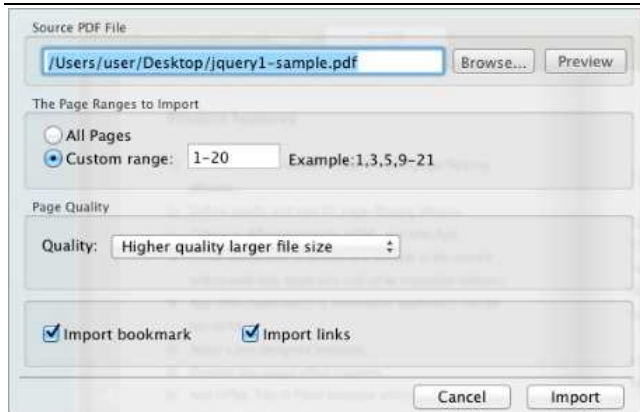 Source PDF File
/Users/user/Desktop/jquery1-sample.pdf Browse... Preview
The Page Ranges to Import
All Pages
Custom range: 1-20 Example:1,3,5,9-21
Page Quality
Quality: Higher quality larger file size
Import bookmark Import links
Cancel Import